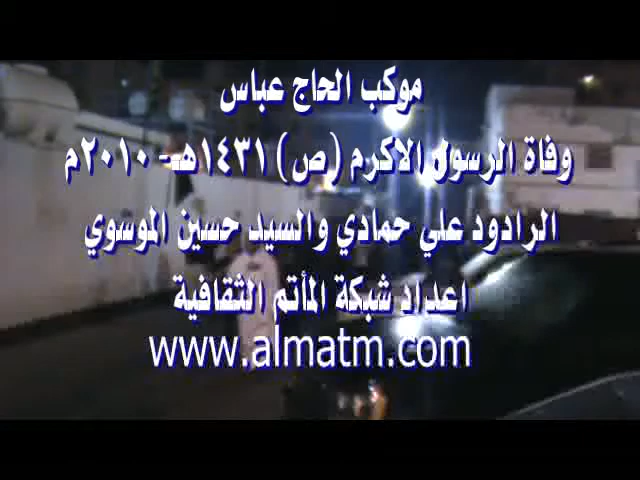 موكب الحاج عباس
وفاة الرسول الاكرم (ص) ١٤٣١هـ- ٢٠١٠م
الرادود علي حمادي والسيد حسين الموسوي
اعداد شبكة المأتم الثقافية
www.almatm.com